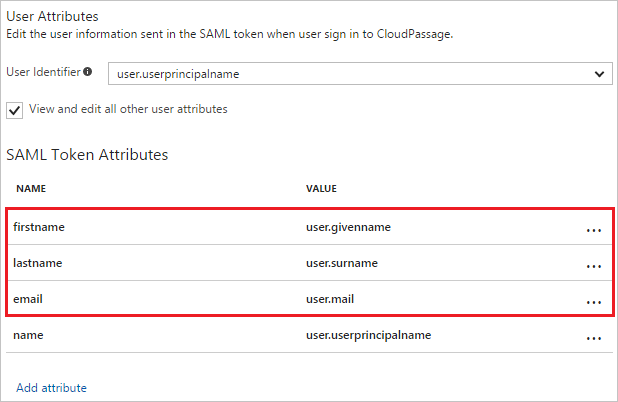 User Attributes
Edit the user information sent in the SAML token when user sign in to CloudPassage.
User Identifier user.userprincipalname
View and edit all other user attributes
SAML Token Attributes
NAME VALUE
firstname user.givenname ...
lastname user.surname ...
email user.mail ...
name user.userprincipalname ...
Add attribute